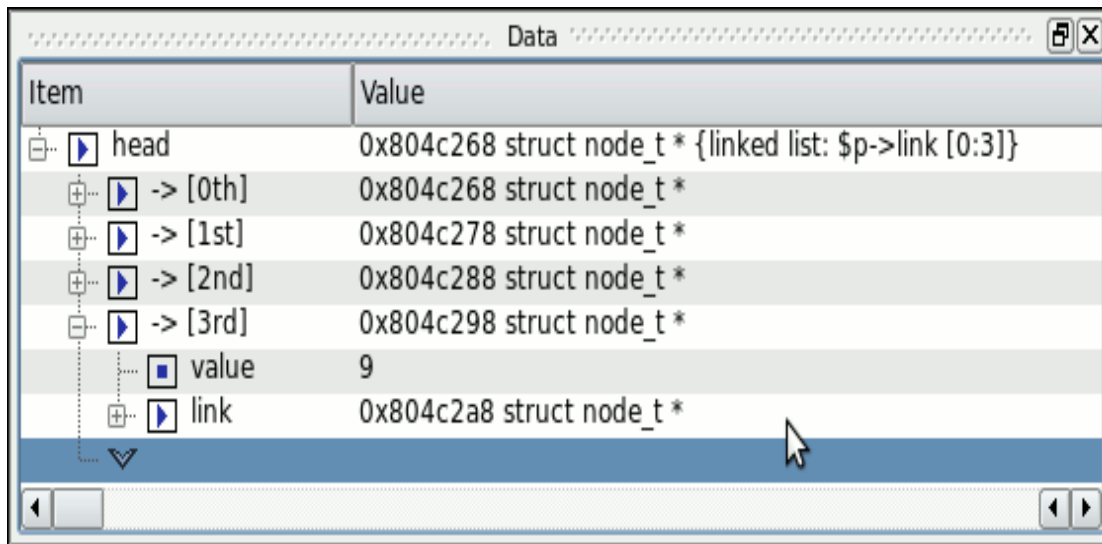 Data
Item Value
head 0x804c268 struct node_t * {linked list: $p->link [0:3]}
-> [0th] 0x804c268 struct node_t *
-> [1st] 0x804c278 struct node_t *
-> [2nd] 0x804c288 struct node_t *
-> [3rd] 0x804c298 struct node_t *
value 9
link 0x804c2a8 struct node_t *